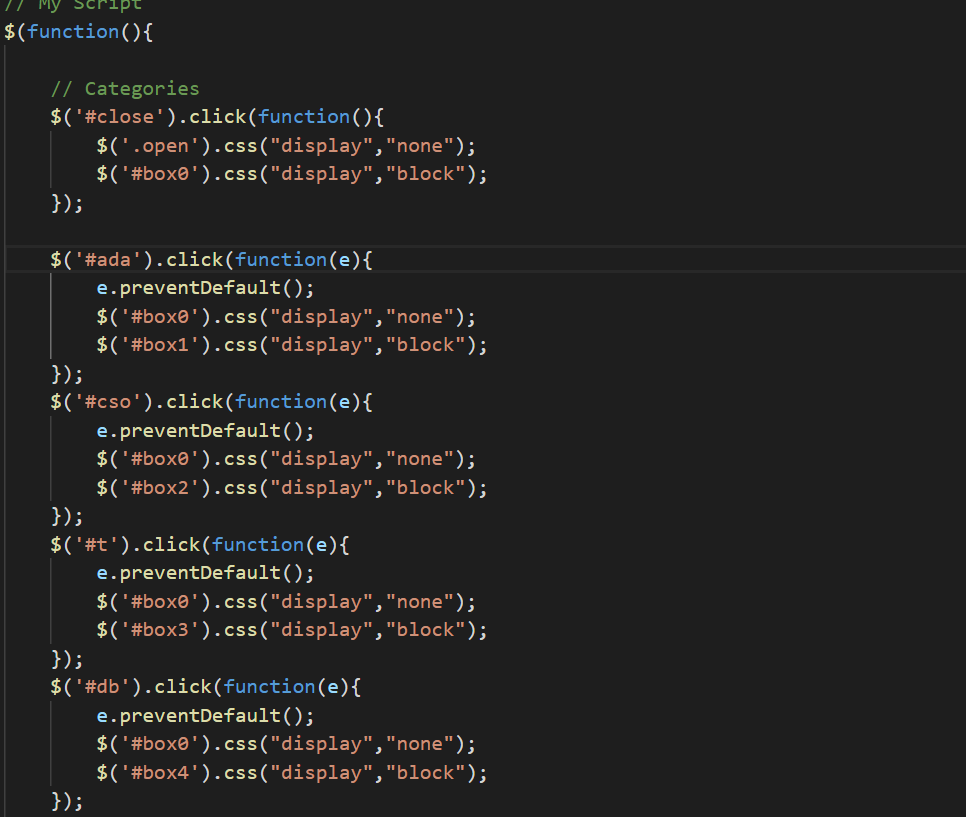 // My Script
$(function(){
// Categories
$('#close').click(function(){
$('.open').css("display","none");
$('#box0').css("display","block");
});
$('#ada').click(function(e){
e.preventDefault();
$('#box0').css("display","none");
$('#box1').css("display","block");
});
$('#cso').click(function(e){
e.preventDefault();
$('#box0').css("display","none");
$('#box2').css("display","block");
});
$('#t').click(function(e){
e.preventDefault();
$('#box0').css("display","none");
$('#box3').css("display","block");
});
$('#db').click(function(e){
e.preventDefault();
$('#box0').css("display","none");
$('#box4').css("display","block");
});